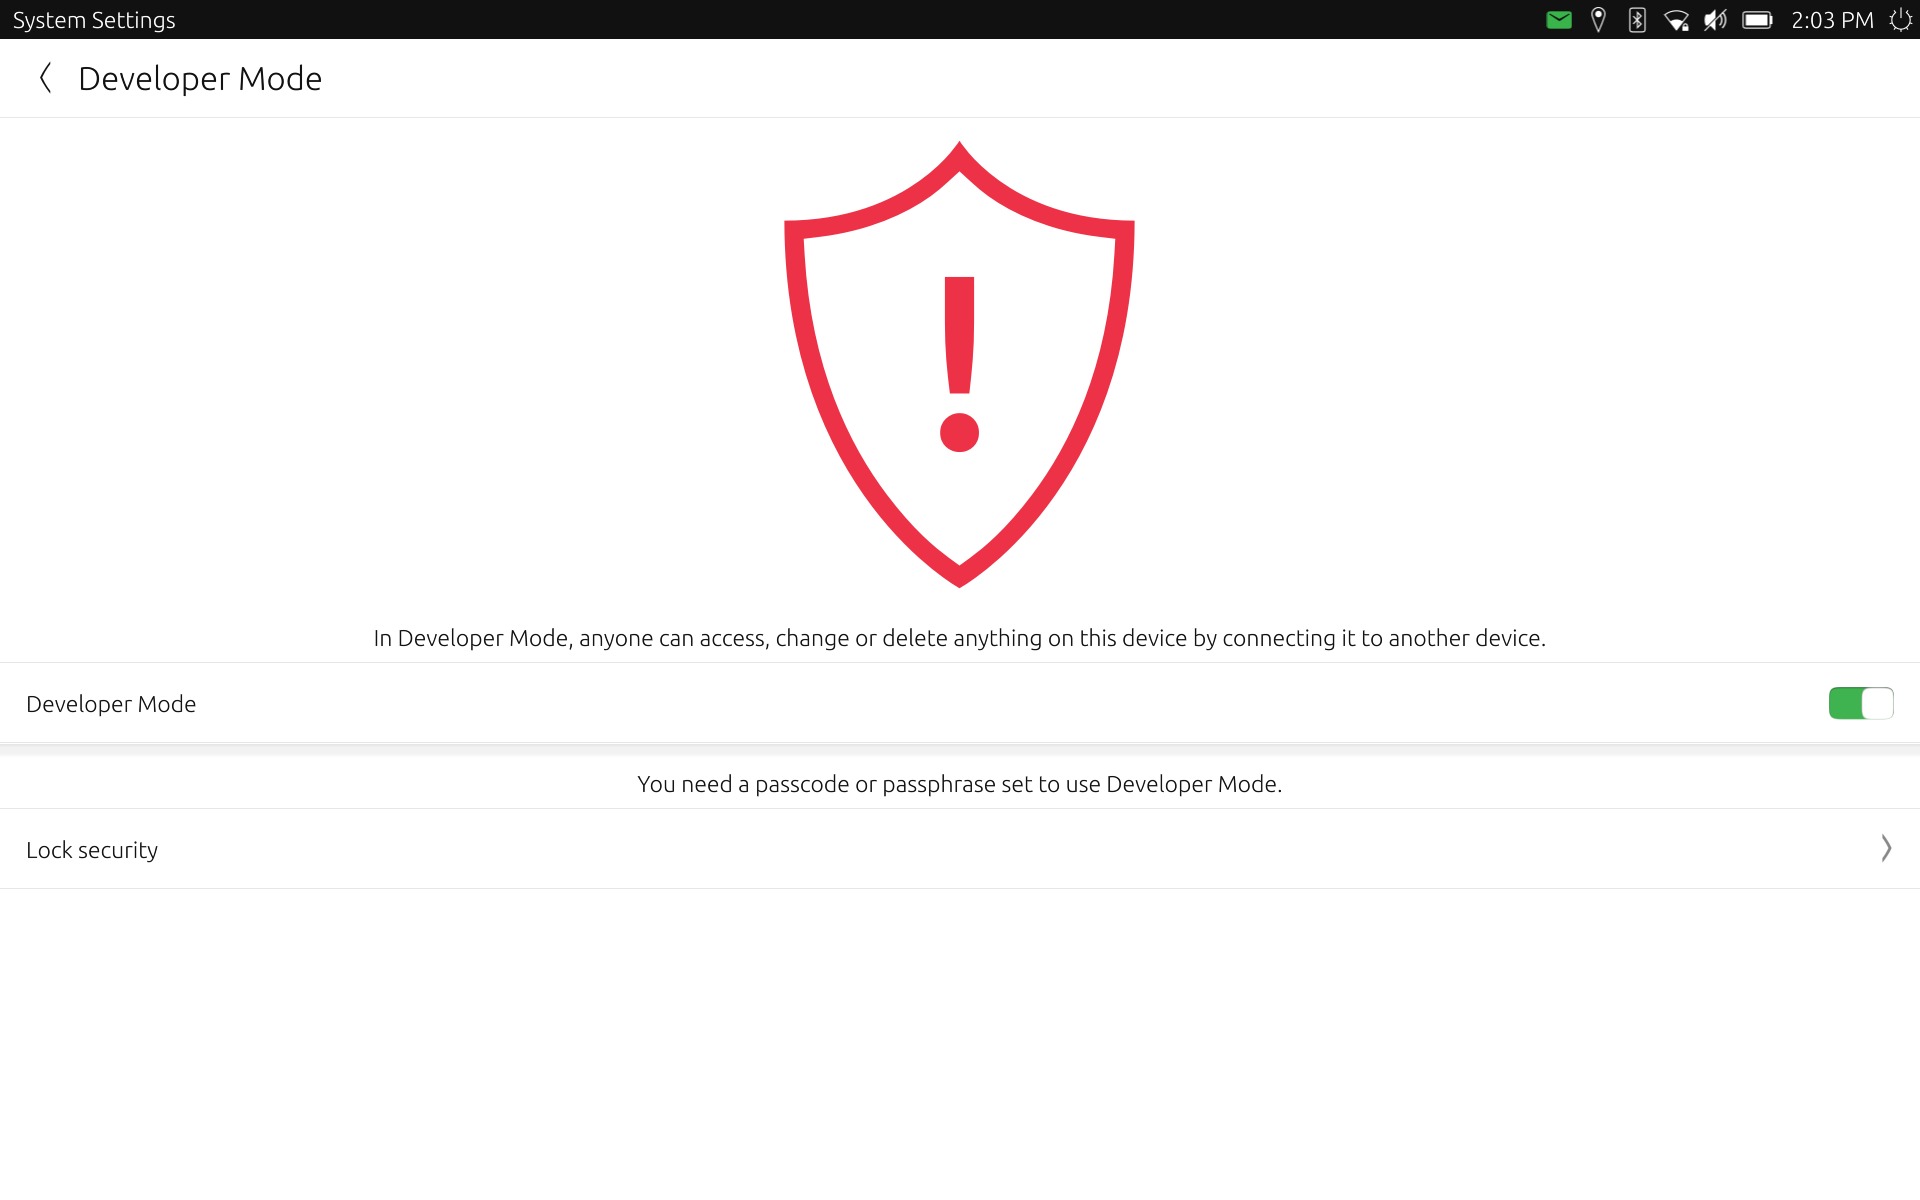 System Settings
2:03 PM
Developer Mode
!
In Developer Mode, anyone can access, change or delete anything on this device by connecting it to another device.
Developer Mode
You need a passcode or passphrase set to use Developer Mode.
Lock security